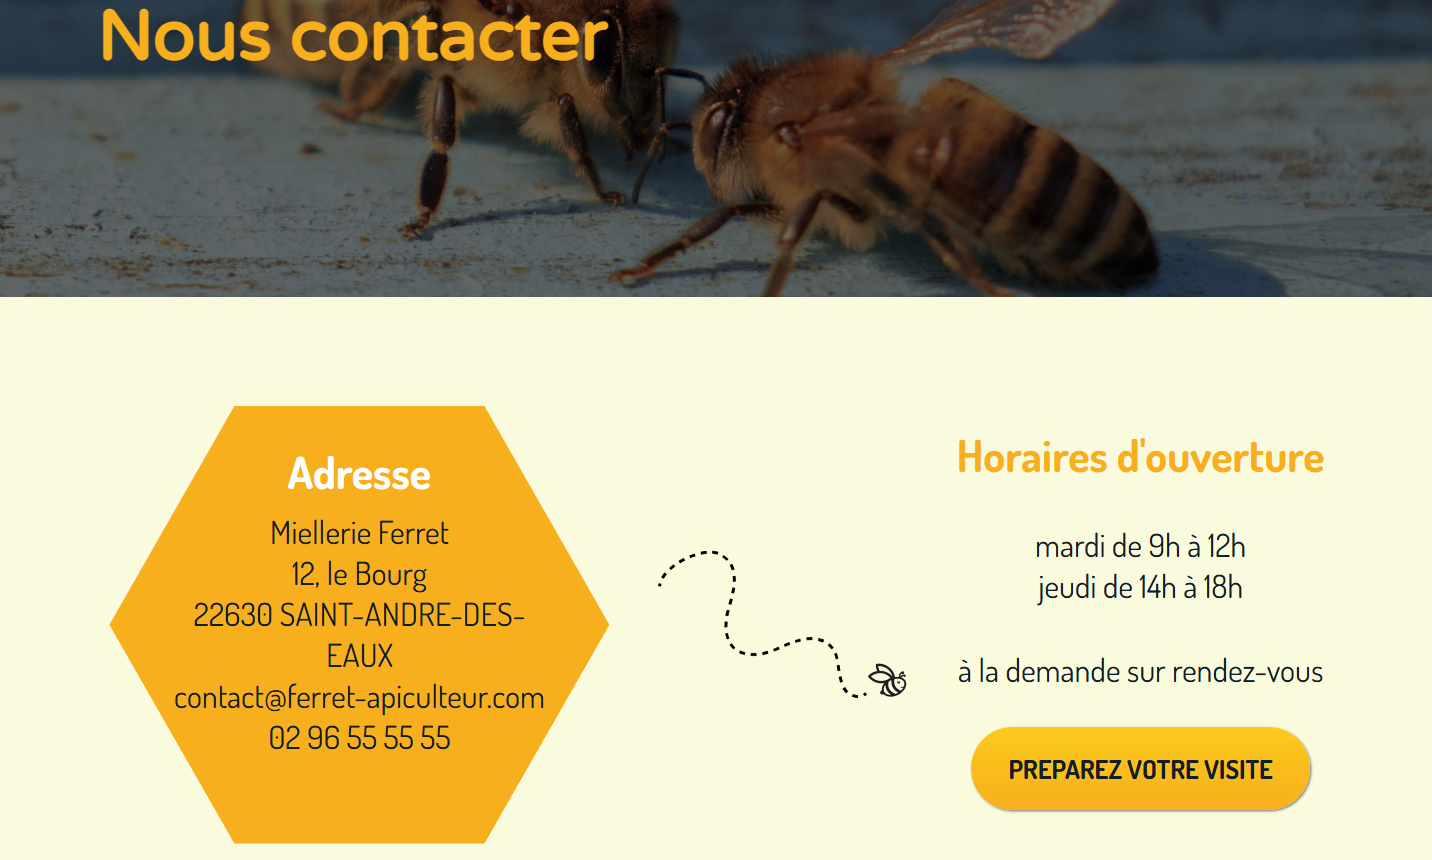 Nous contacter
Adresse
Miellerie Ferret
12, le Bourg
22630 SAINT-ANDRE-DES-
EAUX
contact@ferret-apiculteur.com
02 96 55 55 55
Horaires d'ouverture
mardi de 9h à 12h
jeudi de 14h à 18h
à la demande sur rendez-vous
PREPAREZ VOTRE VISITE